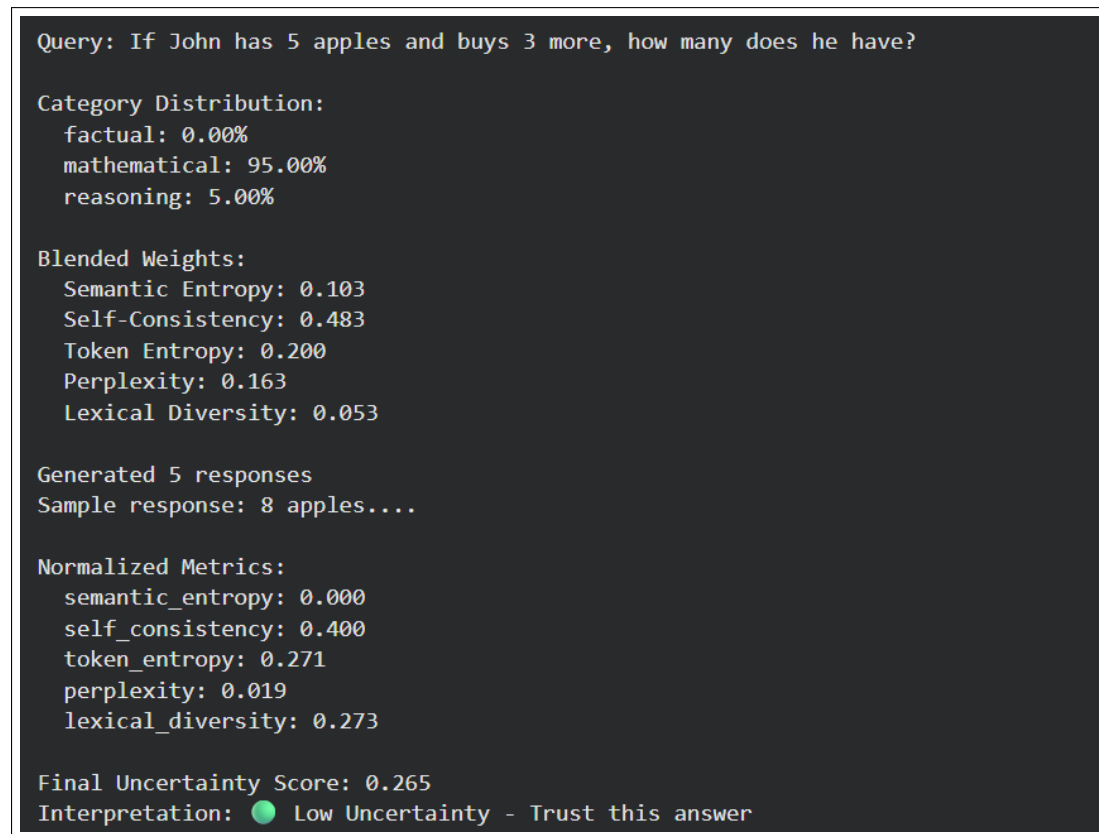 Query: If John has 5 apples and buys 3 more, how many does he have?
Category Distribution:
factual: 0.00%
mathematical: 95.00%
reasoning: 5.00%
Blended Weights:
Semantic Entropy: 0.103
Self-Consistency: 0.483
Token Entropy: 0.200
Perplexity: 0.163
Lexical Diversity: 0.053
Generated 5 responses
Sample response: 8 apples....
Normalized Metrics:
semantic_entropy: 0.000
self_consistency: 0.400
token_entropy: 0.271
perplexity: 0.019
lexical_diversity: 0.273
Final Uncertainty Score: 0.265
Interpretation: 🟢 Low Uncertainty - Trust this answer